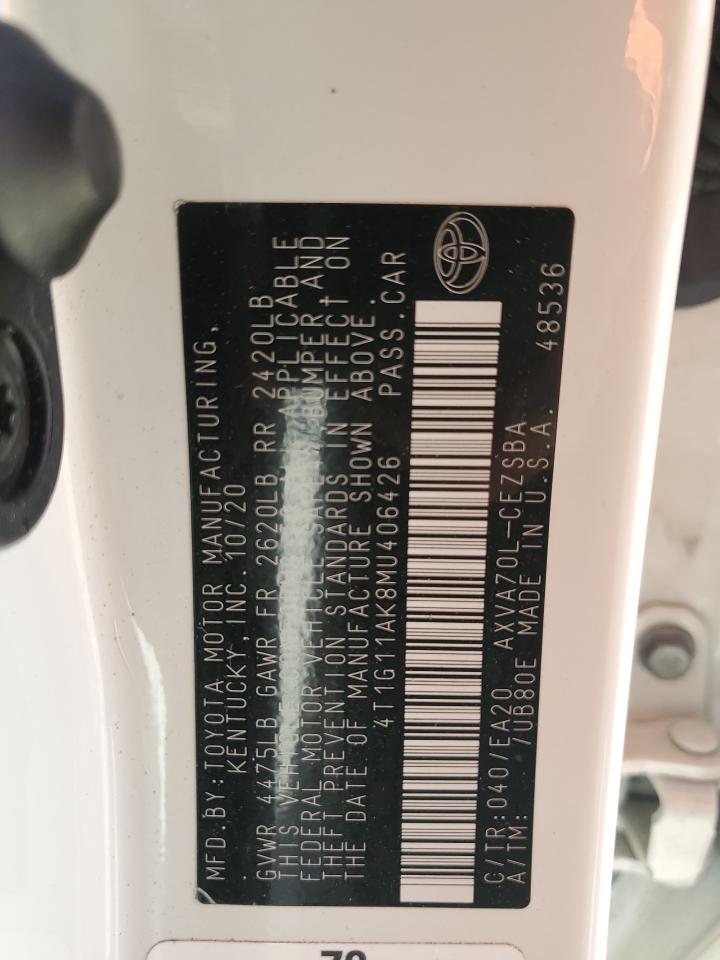 MFD.BY:TOYOTA MOTOR MANUFACTURING,
KENTUCKY,INC. 10/20
GVWR 4475LB GAWR FR 2620LB RR 2420LB
THIS VEHICLE CONFORMS TO ALL APPLICABLE
FEDERAL MOTOR VEHICLE SAFETY, BUMPER, AND
THEFT PREVENTION STANDARDS IN EFFECT ON
THE DATE OF MANUFACTURE SHOWN ABOVE.
4T1G11AK8MU406426 PASS.CAR
C/TR:040/EA20 AXVA70L-CEZSBA
A/TM: /UB80E MADE IN U.S.A. 48536